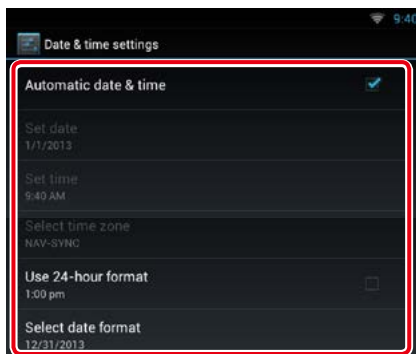 9:40
Date & time settings
Automatic date & time
Set date
1/1/2013
Set time
9:40 AM
Select time zone
NAV-SYNC
Use 24-hour format
1:00 pm
Select date format
12/31/2013